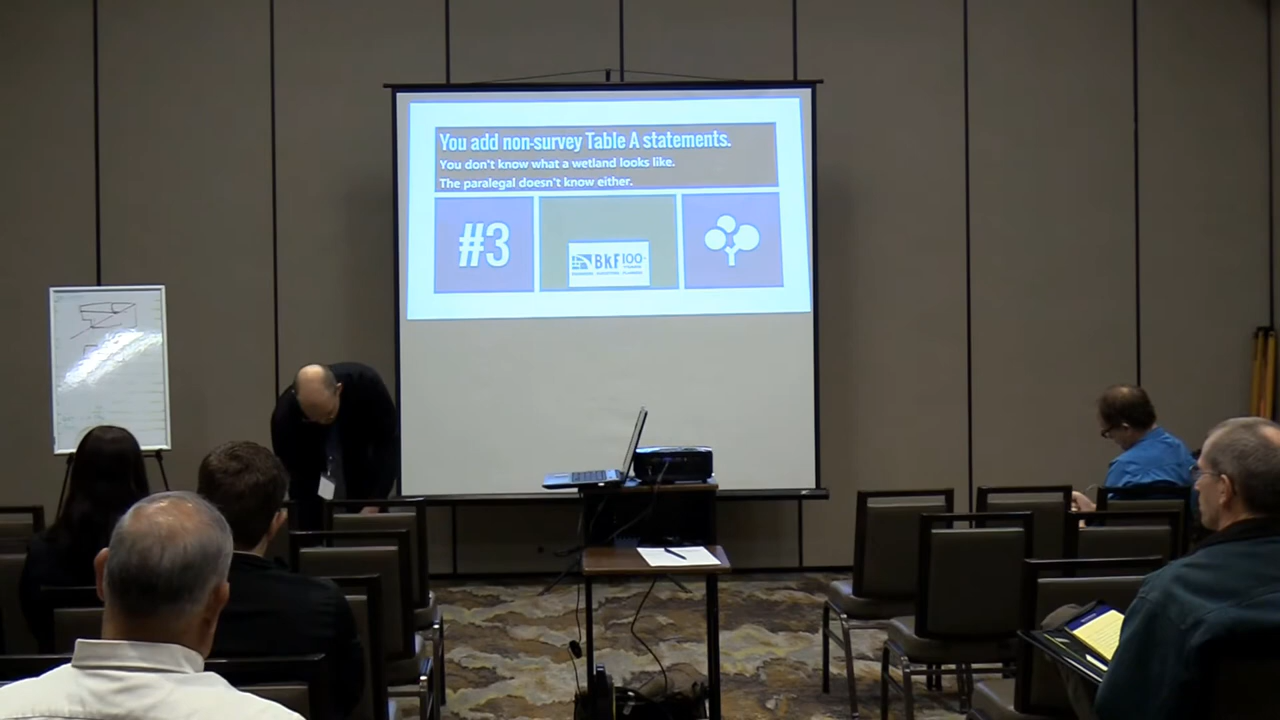 You add non-survey Table A statements.
You don't know what a wetland looks like.
The paralegal doesn't know either.
#3
BKF 100+